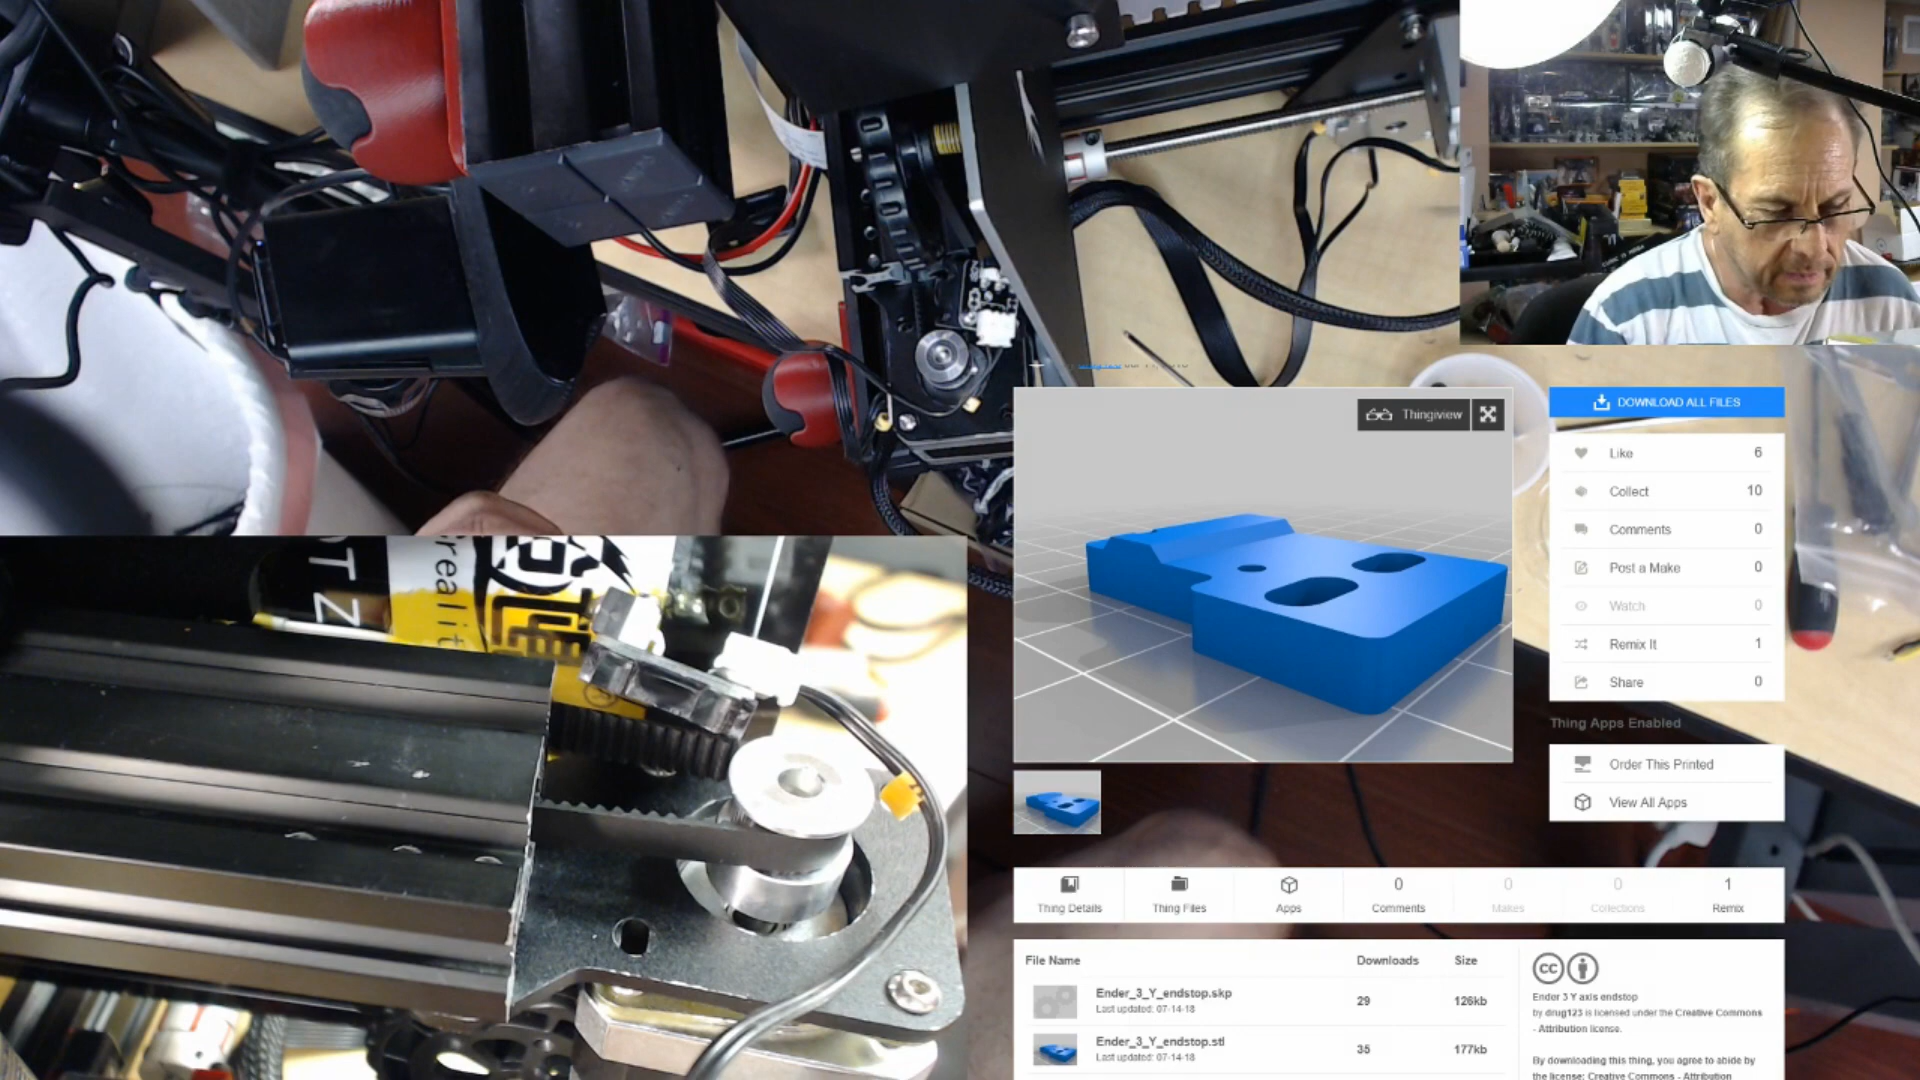 Thingiview
DOWNLOAD ALL FILES
Like 6
Collect 10
Comments 0
Post a Make 0
Watch 0
Remix It 1
Share 0
Thing Apps Enabled
Order This Printed
View All Apps
Thing Details
Thing Files
Apps
0 Comments
0 Makes
0 Collections
1 Remix
File Name Downloads Size
Ender_3_Y_endstop.skp 29 126kb
Last updated: 07-14-18
Ender_3_Y_endstop.stl 35 177kb
Last updated: 07-14-18
cc
Ender 3 Y axis endstop
by drug123 is licensed under the Creative Commons
- Attribution license.
By downloading this thing, you agree to abide by
the license: Creative Commons - Attribution
T Z